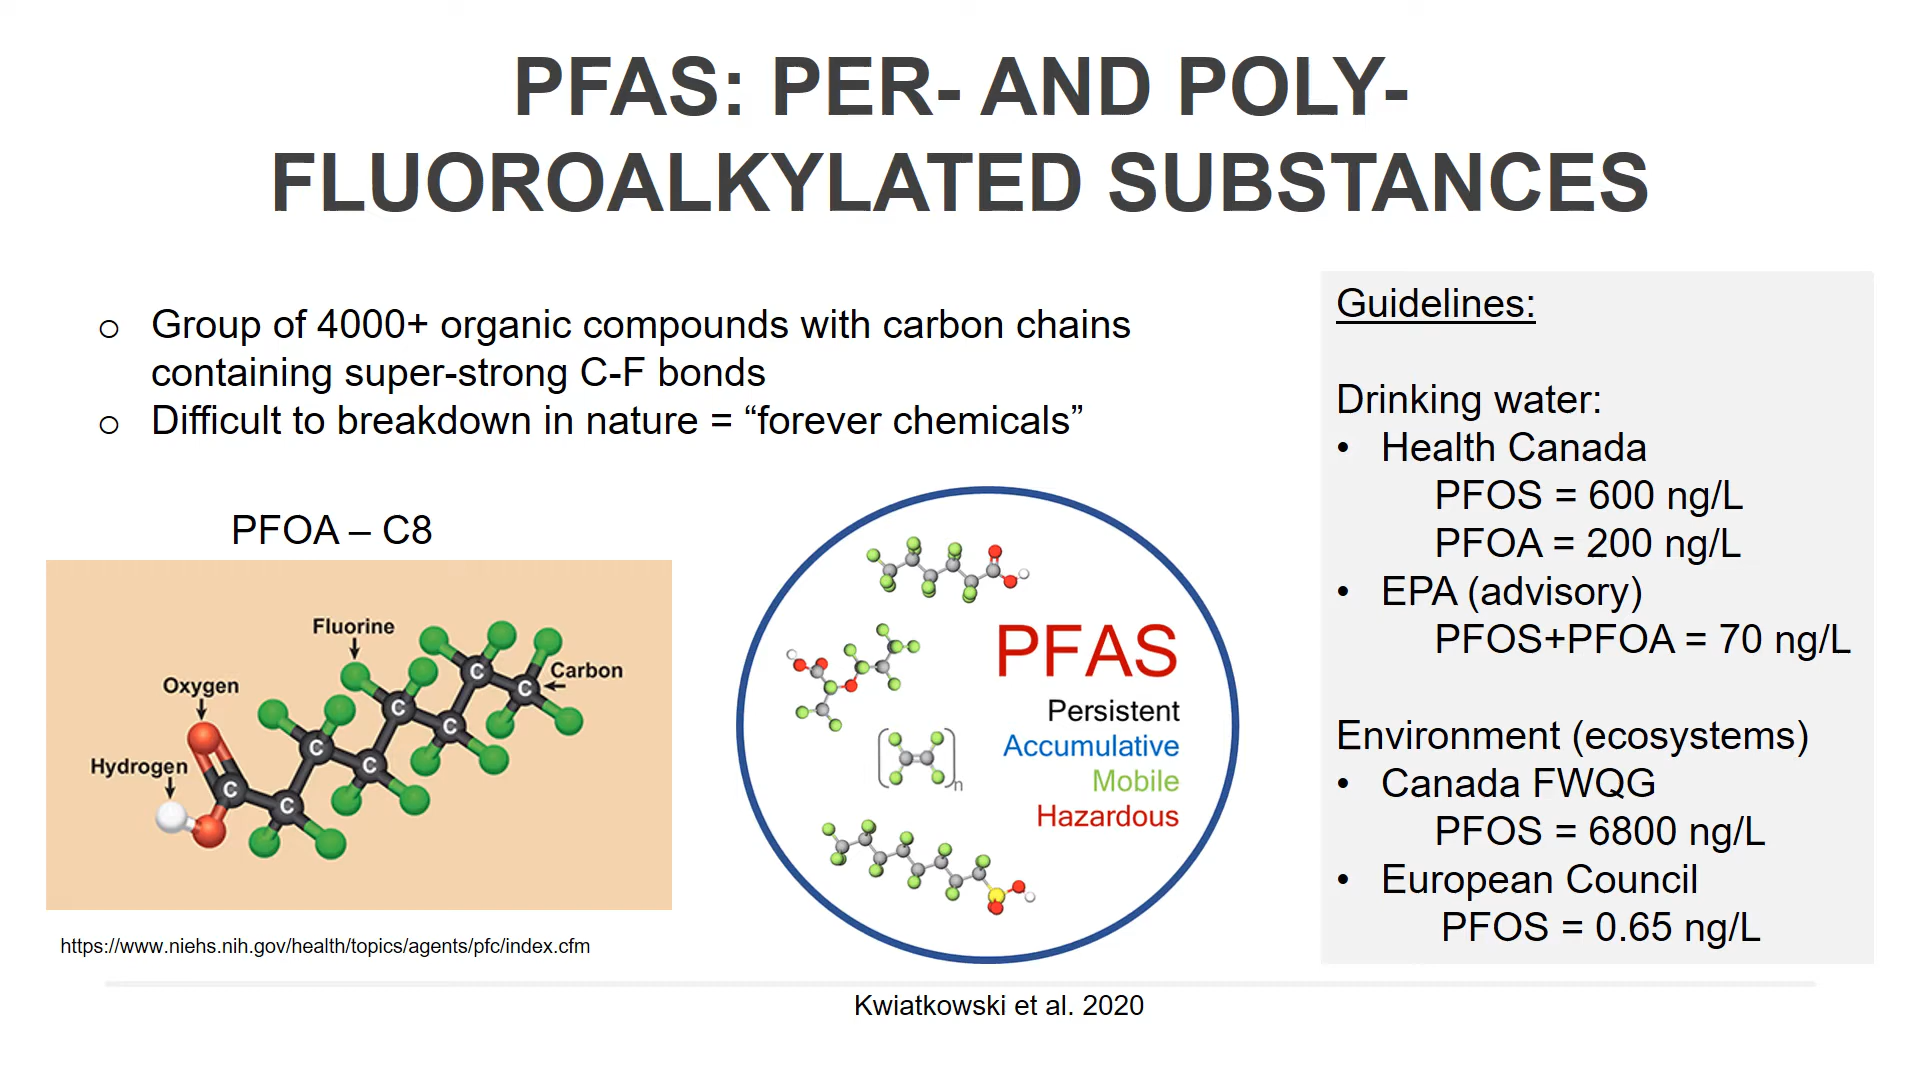 PFAS: PER- AND POLY-
FLUOROALKYLATED SUBSTANCES
o Group of 4000+ organic compounds with carbon chains
containing super-strong C-F bonds
o Difficult to breakdown in nature = “forever chemicals”
PFOA – C8
Fluorine
Carbon
Oxygen
Hydrogen
C
C
C
C
C
C
C
C
https://www.niehs.nih.gov/health/topics/agents/pfc/index.cfm
PFAS
Persistent
Accumulative
Mobile
Hazardous
n
Kwiatkowski et al. 2020
Guidelines:
Drinking water:
• Health Canada
PFOS = 600 ng/L
PFOA = 200 ng/L
• EPA (advisory)
PFOS+PFOA = 70 ng/L
Environment (ecosystems)
• Canada FWQG
PFOS = 6800 ng/L
• European Council
PFOS = 0.65 ng/L